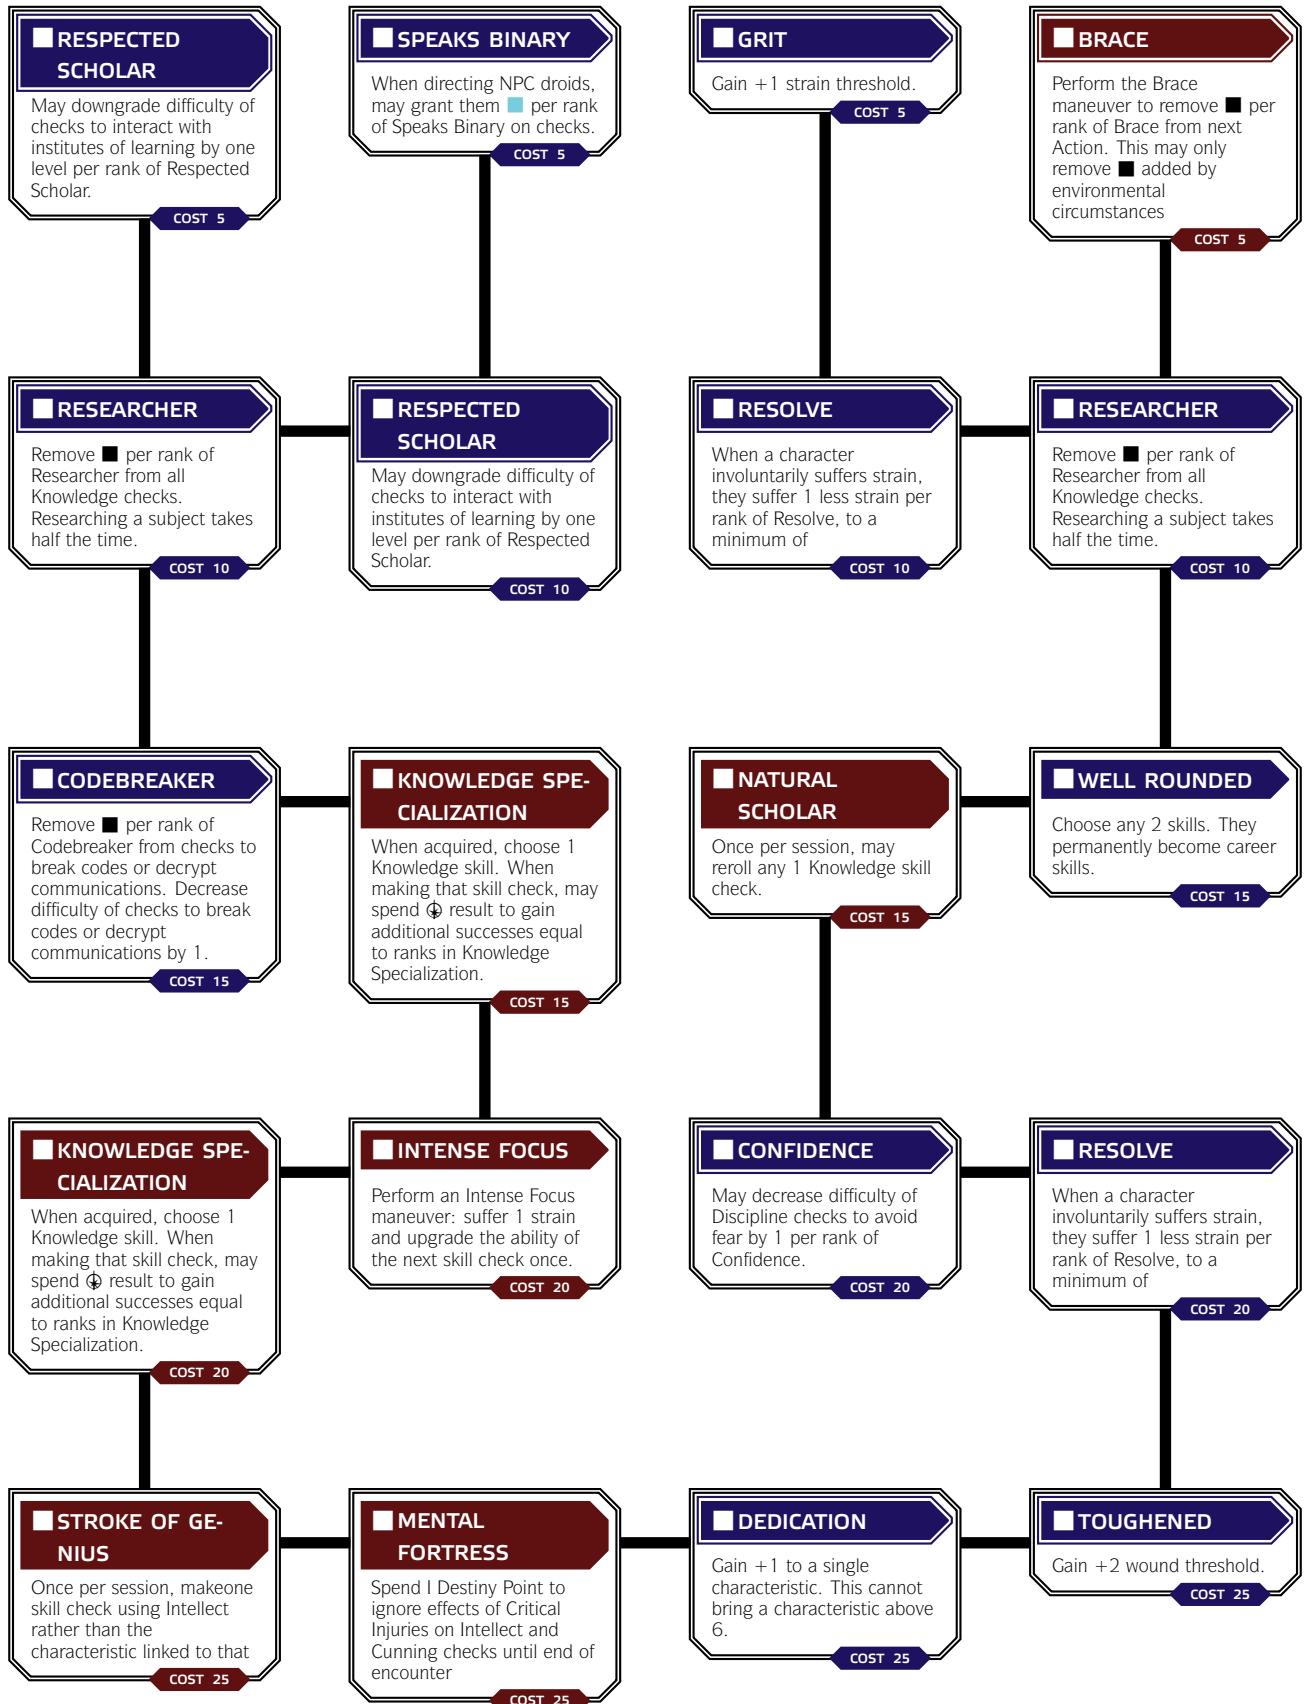 RESPECTED
SCHOLAR
May downgrade difficulty of
checks to interact with
institutes of learning by one
level per rank of Respected
Scholar.
COST 5
SPEAKS BINARY
When directing NPC droids,
may grant them per rank
of Speaks Binary on checks.
COST 5
GRIT
Gain +1 strain threshold.
COST 5
BRACE
Perform the Brace
maneuver to remove per
rank of Brace from next
Action. This may only
remove added by
environmental
circumstances
COST 5
RESEARCHER
Remove per rank of
Researcher from all
Knowledge checks.
Researching a subject takes
half the time.
COST 10
RESPECTED
SCHOLAR
May downgrade difficulty of
checks to interact with
institutes of learning by one
level per rank of Respected
Scholar.
COST 10
RESOLVE
When a character
involuntarily suffers strain,
they suffer 1 less strain per
rank of Resolve, to a
minimum of
COST 10
RESEARCHER
Remove per rank of
Researcher from all
Knowledge checks.
Researching a subject takes
half the time.
COST 10
CODEBREAKER
Remove per rank of
Codebreaker from checks to
break codes or decrypt
communications. Decrease
difficulty of checks to break
codes or decrypt
communications by 1.
COST 15
KNOWLEDGE SPE-
CIALIZATION
When acquired, choose 1
Knowledge skill. When
making that skill check, may
spend result to gain
additional successes equal
to ranks in Knowledge
Specialization.
COST 15
NATURAL
SCHOLAR
Once per session, may
reroll any 1 Knowledge skill
check.
COST 15
WELL ROUNDED
Choose any 2 skills. They
permanently become career
skills.
COST 15
KNOWLEDGE SPE-
CIALIZATION
When acquired, choose 1
Knowledge skill. When
making that skill check, may
spend result to gain
additional successes equal
to ranks in Knowledge
Specialization.
COST 20
INTENSE FOCUS
Perform an Intense Focus
maneuver: suffer 1 strain
and upgrade the ability of
the next skill check once.
COST 20
CONFIDENCE
May decrease difficulty of
Discipline checks to avoid
fear by 1 per rank of
Confidence.
COST 20
RESOLVE
When a character
involuntarily suffers strain,
they suffer 1 less strain per
rank of Resolve, to a
minimum of
COST 20
STROKE OF GE-
NIUS
Once per session, makeone
skill check using Intellect
rather than the
characteristic linked to that
COST 25
MENTAL
FORTRESS
Spend I Destiny Point to
ignore effects of Critical
Injuries on Intellect and
Cunning checks until end of
encounter
COST 25
DEDICATION
Gain +1 to a single
characteristic. This cannot
bring a characteristic above
6.
COST 25
TOUGHENED
Gain +2 wound threshold.
COST 25